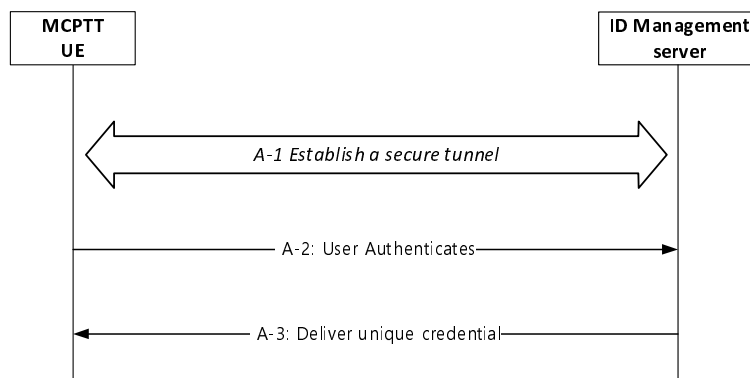 MCPTT
UE
ID Management
server
A-1 Establish a secure tunnel
A-2: User Authenticates
A-3: Deliver unique credential